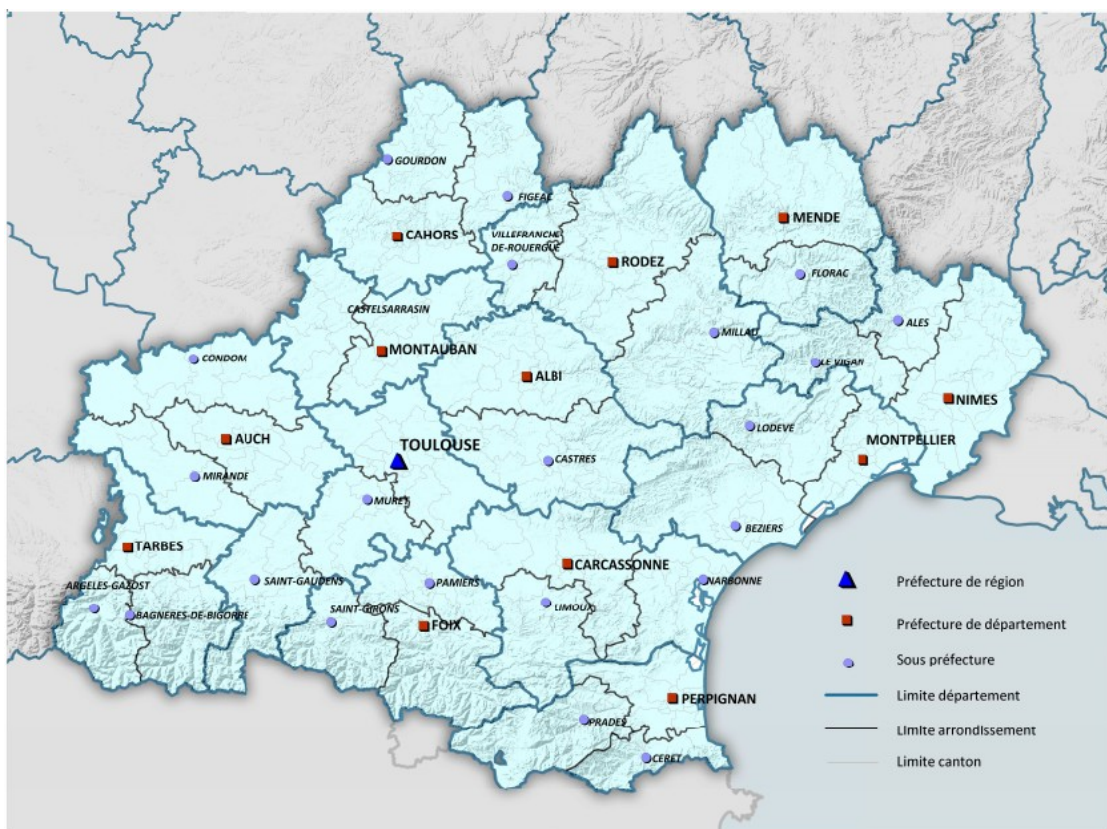 GOURDON
FIGEAC
MENDE
CAHORS
VILLEFRANCHE
DE-ROUERGUE
RODEZ
FLORAC
CASTELSARRASIN
ALES
MILLAU
MONTAUBAN
CONDOM
LE VIGAN
ALBI
NIMES
LODEVE
AUCH
TOULOUSE
MONTPELLIER
CASTRES
MIRANDE
MURET
BEZIERS
TARBES
CARCASSONNE
ARGELES-GAZOST
SAINT-GAUDENS
PAMIERS
NARBONNE
BAGNERES-DE-BIGORRE
SAINT-GIRONS
LIMOUX
FOIX
PERPIGNAN
PRADES
CERET
Préfecture de région
Préfecture de département
Sous préfecture
Limite département
Limite arrondissement
Limite canton